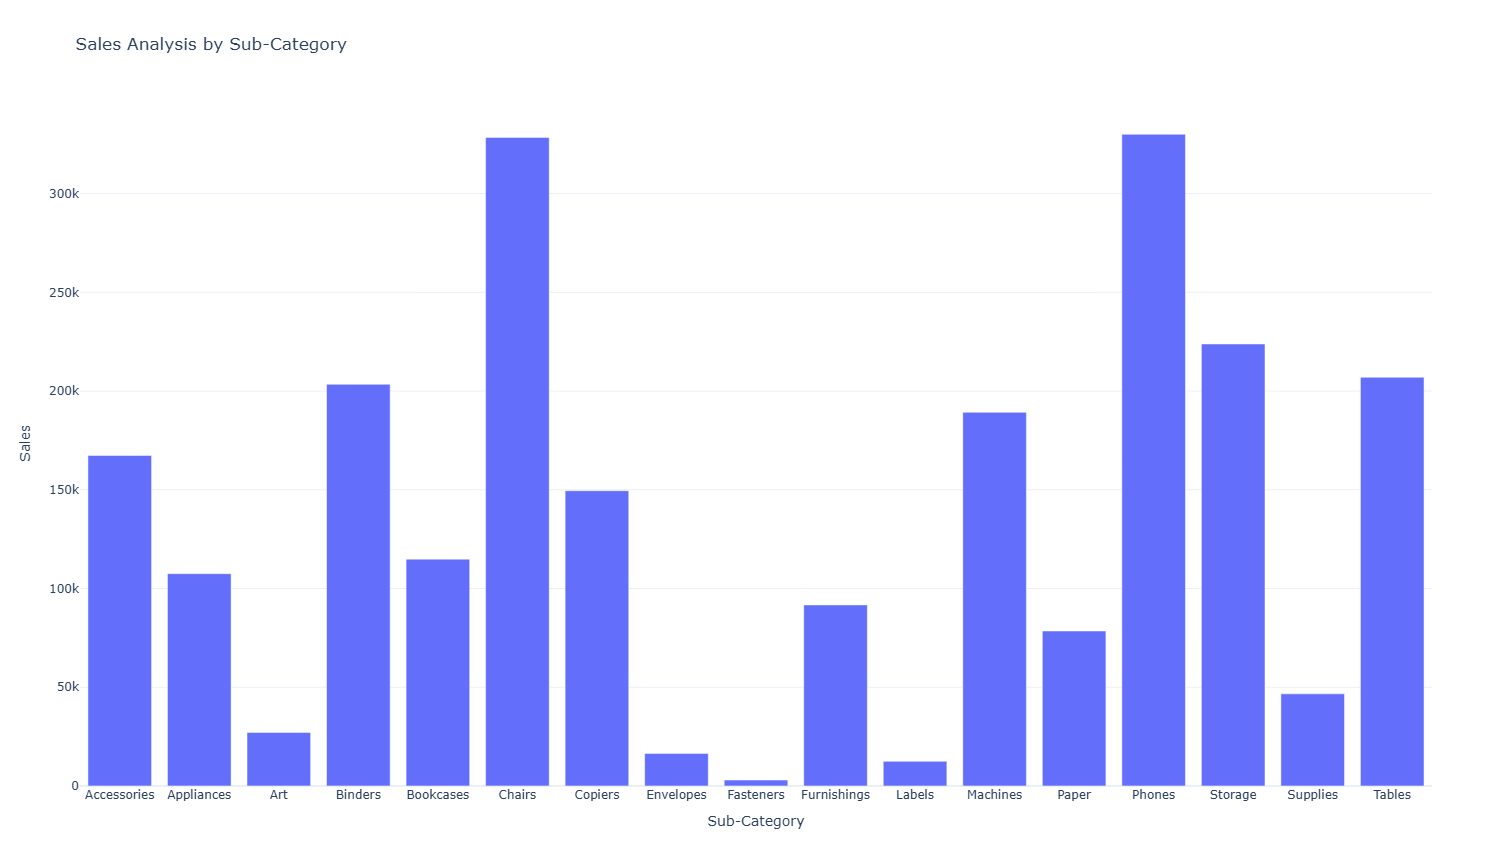 Sales Analysis by Sub-Category
300k
250k
200k
150k
100k
50k
0
Sales
Accessories Appliances Art Binders Bookcases Chairs Copiers Envelopes Fasteners Furnishings Labels Machines Paper Phones Storage Supplies Tables
Sub-Category